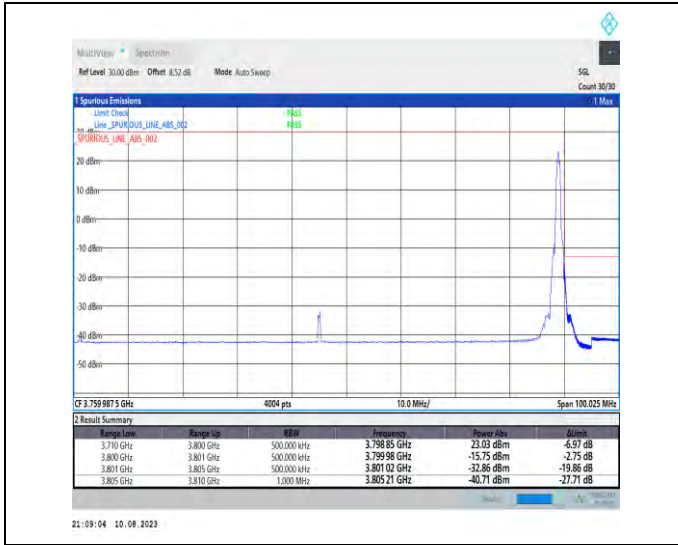 MultiView Spectrum
Ref Level 30.00 dBm Offset 8.52 dB Mode Auto Sweep SGL
Count 30/30
1 Spurious Emissions 1 Max
Limit Check PASS
Line _SPURIOUS_LINE_ABS_002 PASS
_SPURIOUS_LINE_ABS_002
20 dBm
10 dBm
0 dBm
-10 dBm
-20 dBm
-30 dBm
-40 dBm
-50 dBm
CF 3.759 987 5 GHz 4004 pts 10.0 MHz/ Span 100.025 MHz
2 Result Summary
Range Low Range Up RBW Frequency Power Abs ΔLimit
3.710 GHz 3.800 GHz 500.000 kHz 3.798 85 GHz 23.03 dBm -6.97 dB
3.800 GHz 3.801 GHz 500.000 kHz 3.799 98 GHz -15.75 dBm -2.75 dB
3.801 GHz 3.805 GHz 500.000 kHz 3.801 02 GHz -32.86 dBm -19.86 dB
3.805 GHz 3.810 GHz 1.000 MHz 3.805 21 GHz -40.71 dBm -27.71 dB
21:09:04 10.08.2023